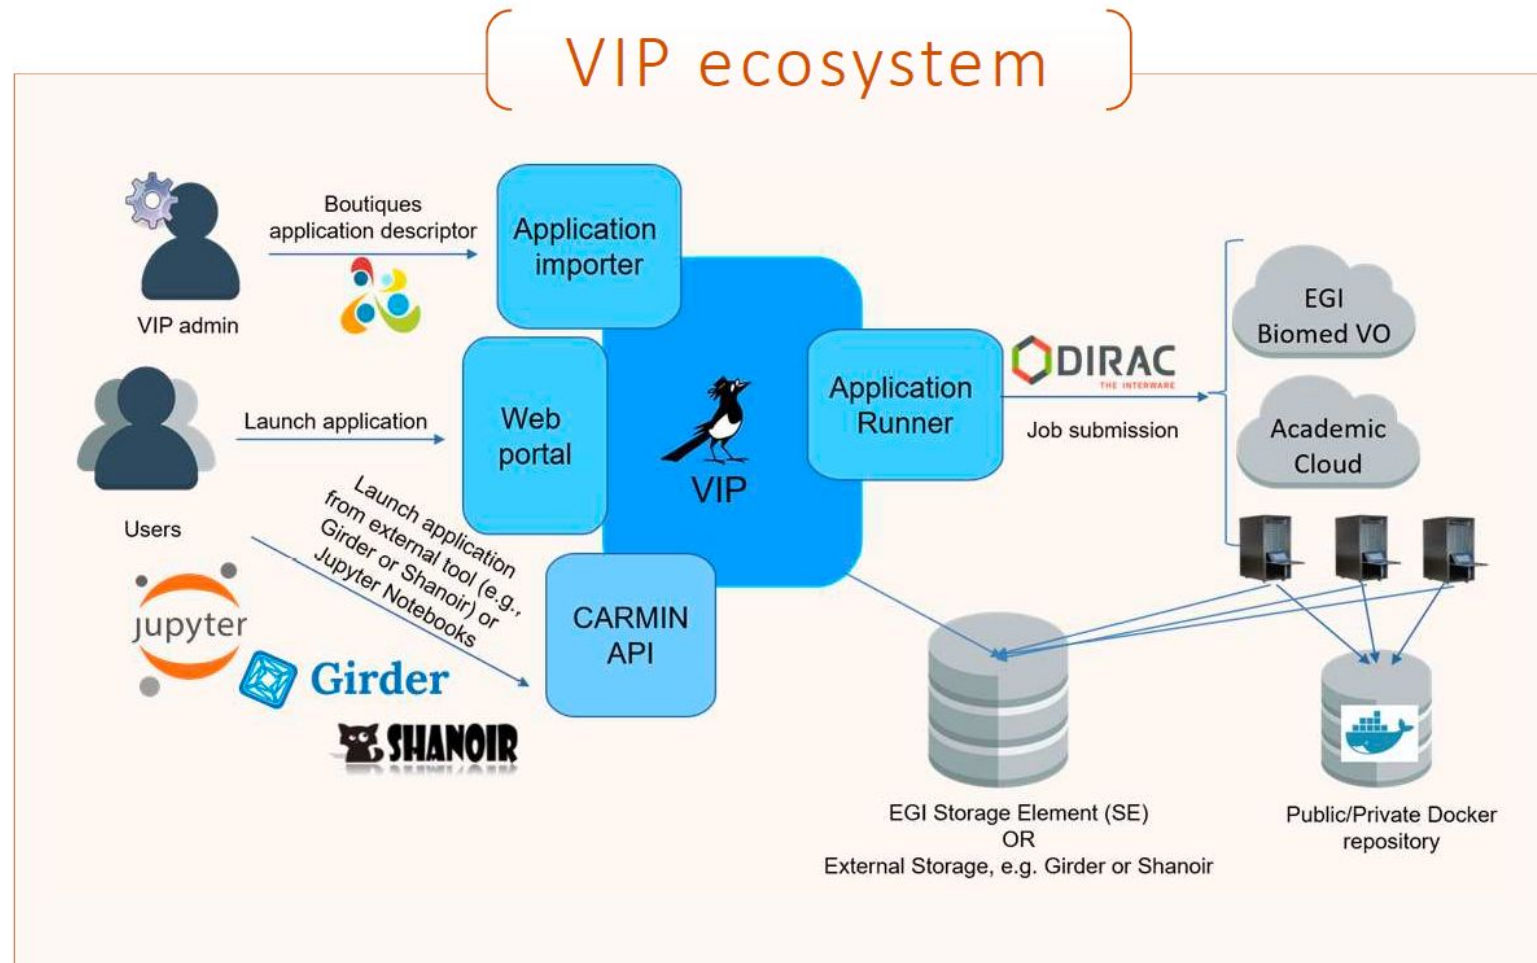 VIP ecosystem
Boutiques
application descriptor
VIP admin
Application
importer
Launch application
Users
Web
portal
VIP
Launch application
from external tool (e.g.,
Girder or Shanoir) or
Jupyter Notebooks
CARMIN
API
jupyter
Girder
SHANOIR
Application
Runner
DIRAC
THE INTERWARE
Job submission
EGI
Biomed VO
Academic
Cloud
EGI Storage Element (SE)
OR
External Storage, e.g. Girder or Shanoir
Public/Private Docker
repository